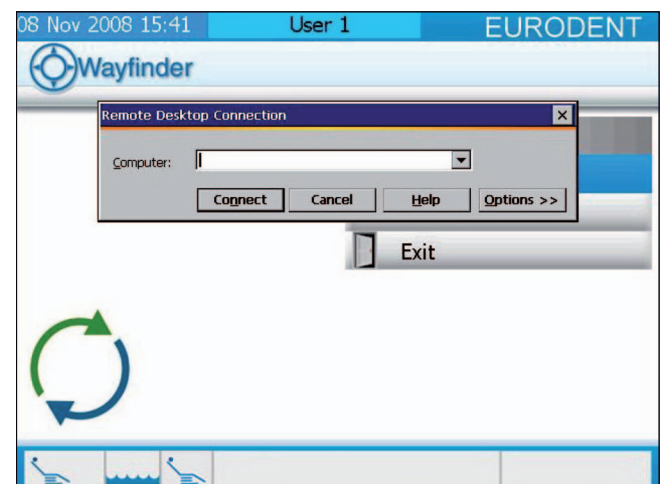 08 Nov 2008 15:41 User 1 EURODENT
Wayfinder
Remote Desktop Connection
Computer:
Connect Cancel Help Options >>
Exit